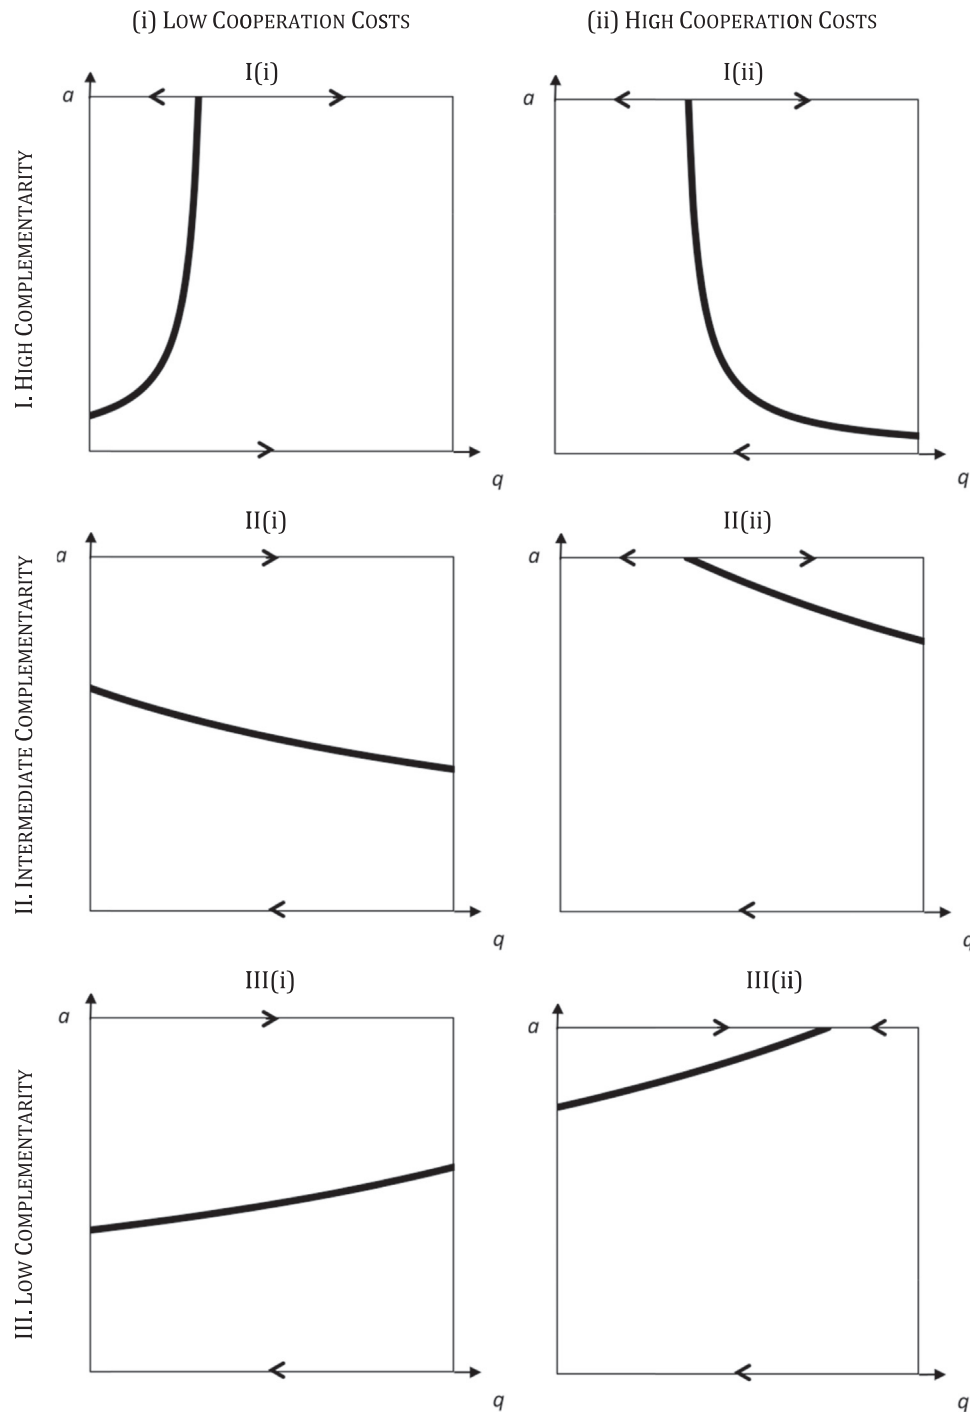 (i) LOW COOPERATION COSTS
(ii) HIGH COOPERATION COSTS
I. HIGH COMPLEMENTARITY
I(i)
a
q
I(ii)
a
q
II. INTERMEDIATE COMPLEMENTARITY
II(i)
a
q
II(ii)
a
q
III. LOW COMPLEMENTARITY
III(i)
a
q
III(ii)
a
q